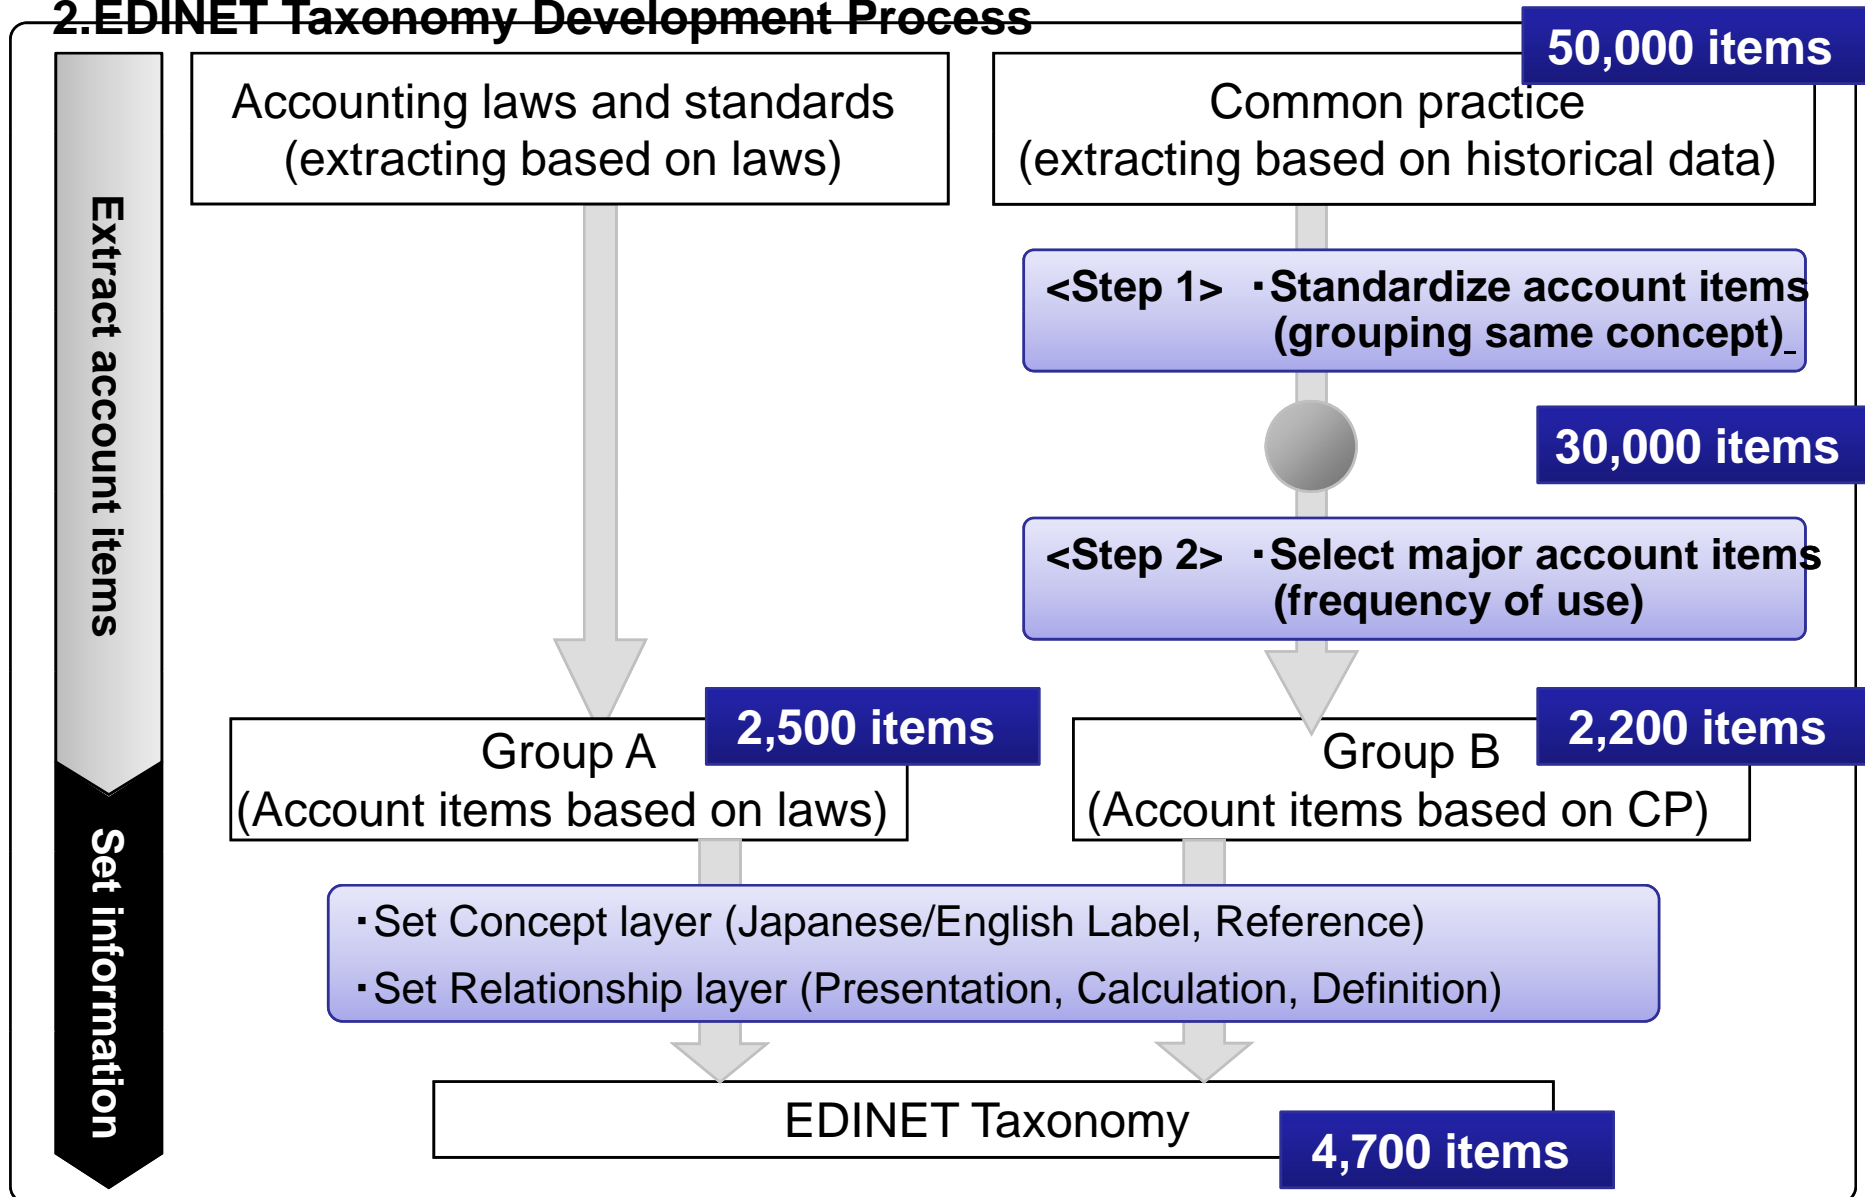 2.EDINET Taxonomy Development Process
50,000 items
Accounting laws and standards
(extracting based on laws)
Common practice
(extracting based on historical data)
Extract account items
<Step 1> ・Standardize account items
(grouping same concept)_
30,000 items
<Step 2> ・Select major account items
(frequency of use)
2,500 items
Group A
(Account items based on laws)
2,200 items
Group B
(Account items based on CP)
Set information
・Set Concept layer (Japanese/English Label, Reference)
・Set Relationship layer (Presentation, Calculation, Definition)
EDINET Taxonomy
4,700 items